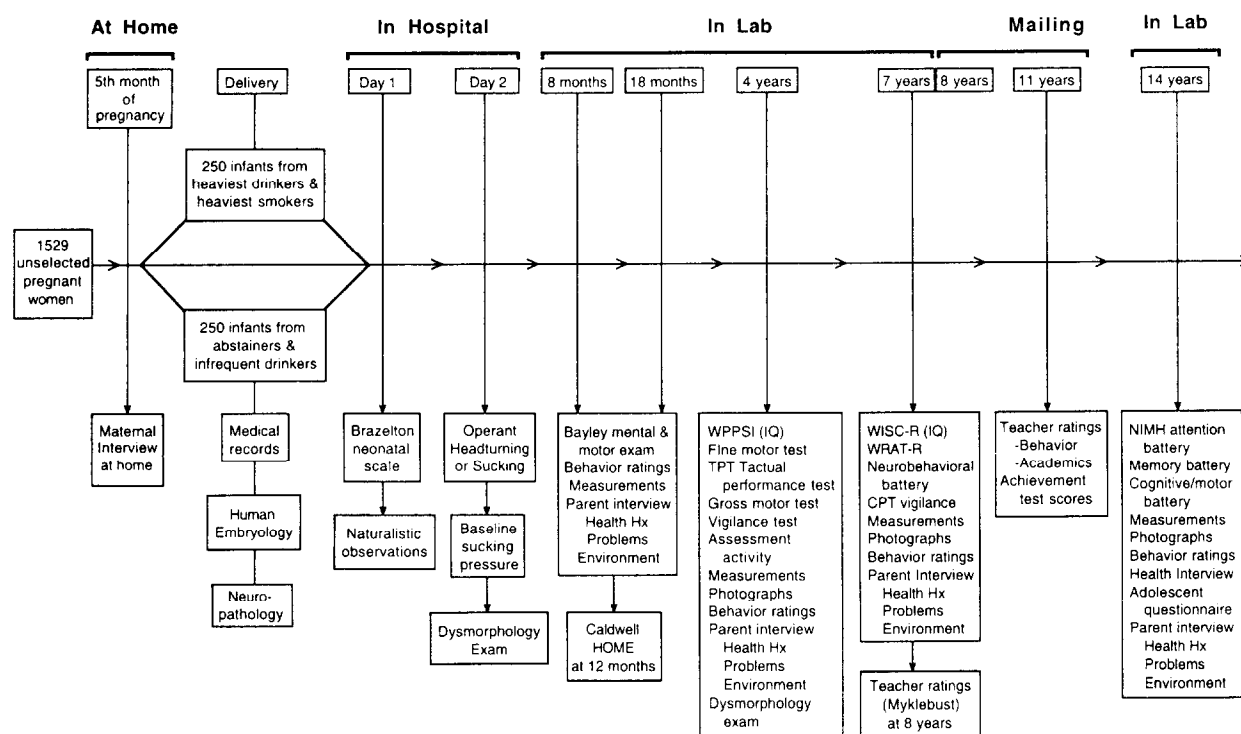 At Home
In Hospital
In Lab
Mailing
In Lab
5th month
of
pregnancy
Delivery
Day 1
Day 2
8 months
18 months
4 years
7 years
8 years
11 years
14 years
250 infants from
heaviest drinkers &
heaviest smokers
1529
unselected
pregnant
women
250 infants from
abstainers &
infrequent drinkers
Maternal
Interview
at home
Medical
records
Human
Embryology
Neuro-
pathology
Brazelton
neonatal
scale
Naturalistic
observations
Operant
Headturning
or Sucking
Baseline
sucking
pressure
Dysmorphology
Exam
Bayley mental &
motor exam
Behavior ratings
Measurements
Parent interview
Health Hx
Problems
Environment
Caldwell
HOME
at 12 months
WPPSI (IQ)
Fine motor test
TPT Tactual
performance test
Gross motor test
Vigilance test
Assessment
activity
Measurements
Photographs
Behavior ratings
Parent interview
Health Hx
Problems
Environment
Dysmorphology
exam
WISC-R (IQ)
WRAT-R
Neurobehavioral
battery
CPT vigilance
Measurements
Photographs
Behavior ratings
Parent Interview
Health Hx
Problems
Environment
Teacher ratings
(Myklebust)
at 8 years
Teacher ratings
-Behavior
-Academics
Achievement
test scores
NIMH attention
battery
Memory battery
Cognitive/motor
battery
Measurements
Photographs
Behavior ratings
Health Interview
Adolescent
questionnaire
Parent interview
Health Hx
Problems
Environment